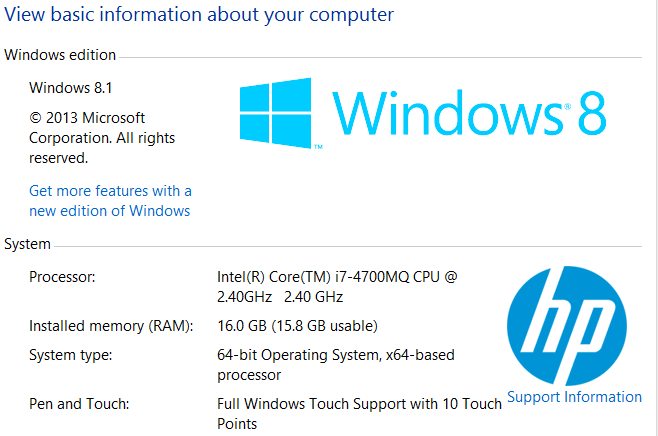 View basic information about your computer
Windows edition
Windows 8.1
© 2013 Microsoft
Corporation. All rights
reserved.
Get more features with a
new edition of Windows
Windows® 8
™
System
Processor:
Intel(R) Core(TM) i7-4700MQ CPU @
2.40GHz 2.40 GHz
Installed memory (RAM):
16.0 GB (15.8 GB usable)
System type:
64-bit Operating System, x64-based
processor
Pen and Touch:
Full Windows Touch Support with 10 Touch
Points
hp
Support Information